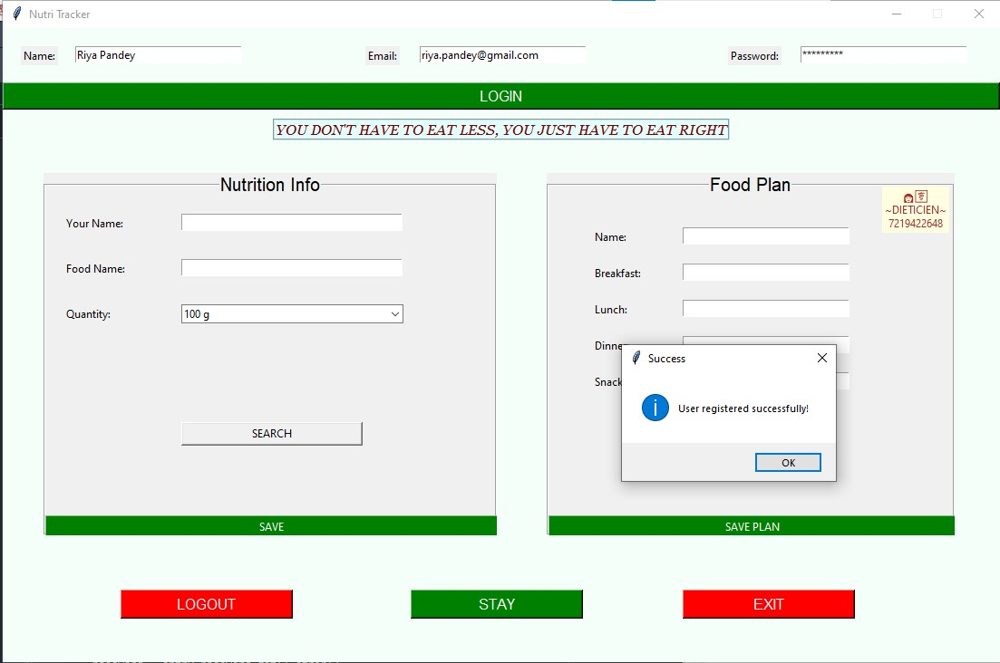 Nutri Tracker
Name: Riya Pandey Email: riya.pandey@gmail.com Password: *********
LOGIN
YOU DON'T HAVE TO EAT LESS, YOU JUST HAVE TO EAT RIGHT
Nutrition Info
Your Name:
Food Name:
Quantity: 100 g
SEARCH
SAVE
Food Plan
~DIETICIEN~
7219422648
Name:
Breakfast:
Lunch:
Dinne
Snack
Success
User registered successfully!
OK
SAVE PLAN
LOGOUT STAY EXIT